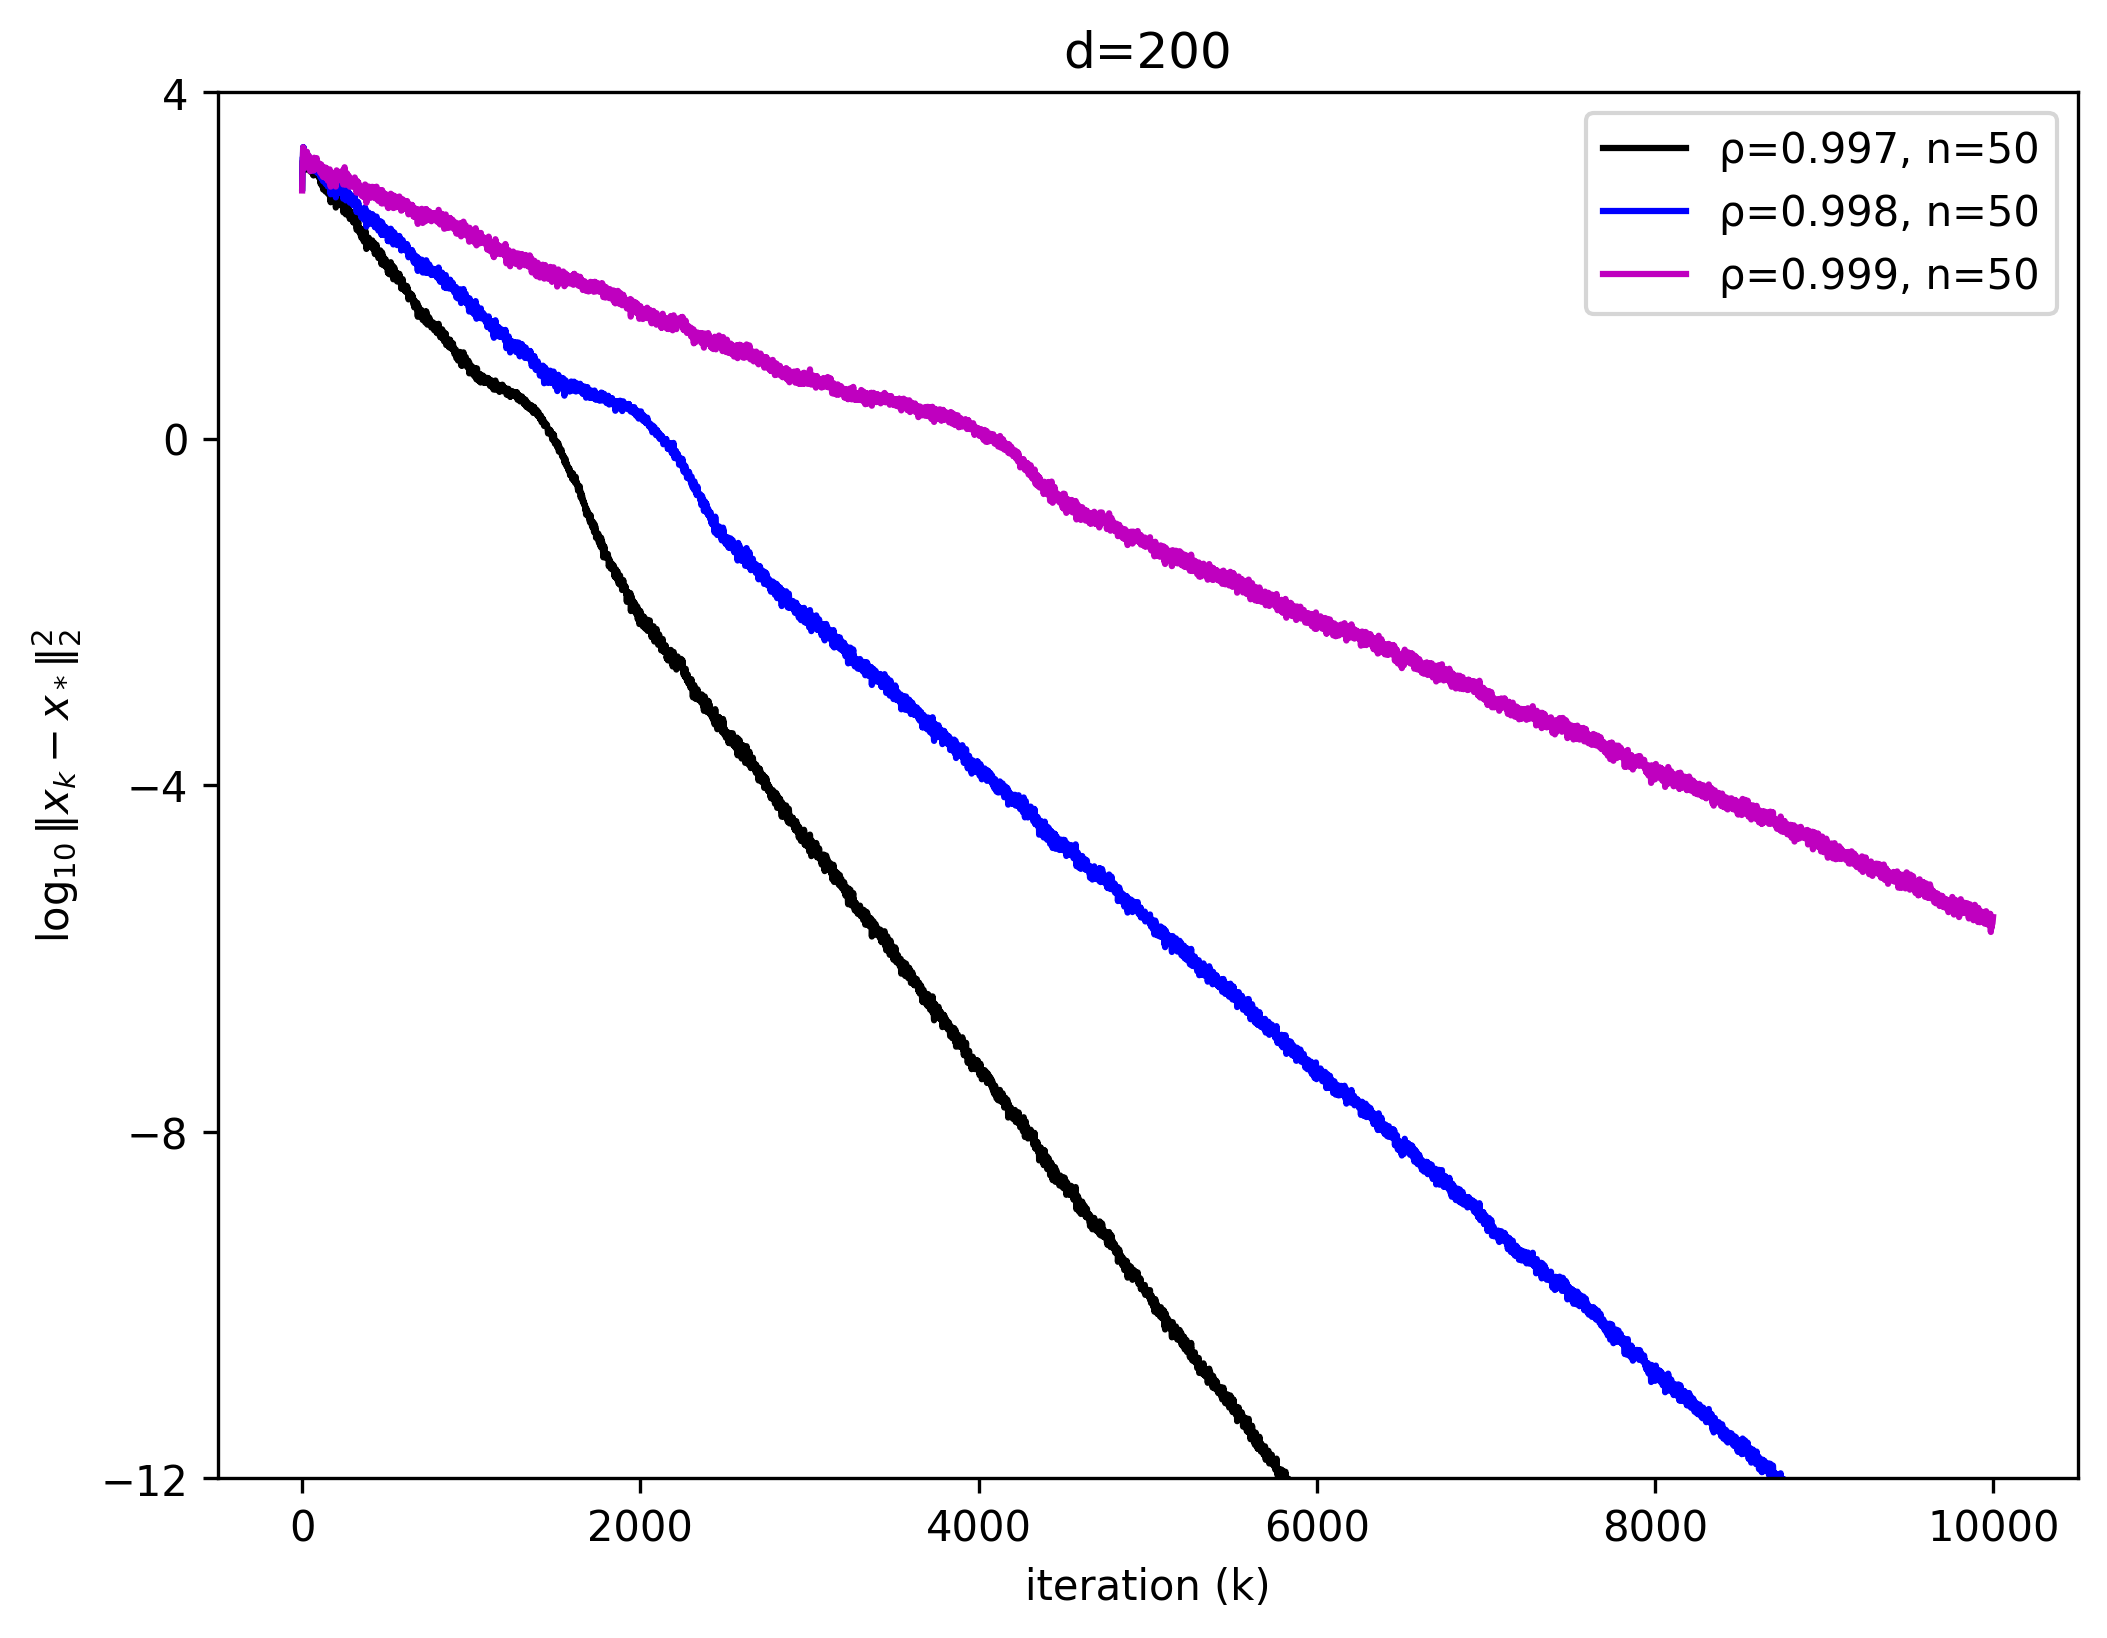 d=200
4
0
−4
−8
−12
log₁₀ ‖x_k − x_*‖₂²
ρ=0.997, n=50
ρ=0.998, n=50
ρ=0.999, n=50
0 2000 4000 6000 8000 10000
iteration (k)